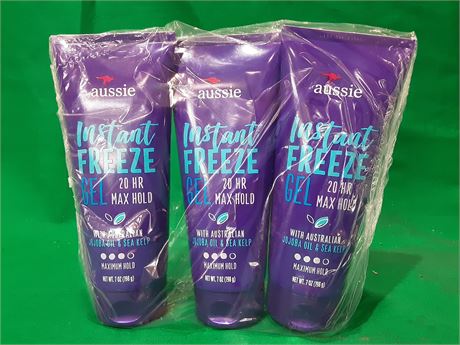 aussie
Instant
FREEZE
GEL 20 HR
MAX HOLD
WITH AUSTRALIAN
JOJOBA OIL & SEA KELP
MAXIMUM HOLD
NET WT. 7 OZ (198 g)
aussie
Instant
FREEZE
GEL 20 HR
MAX HOLD
WITH AUSTRALIAN
JOJOBA OIL & SEA KELP
MAXIMUM HOLD
NET WT. 7 OZ (198 g)
aussie
Instant
FREEZE
GEL 20 HR
MAX HOLD
WITH AUSTRALIAN
JOJOBA OIL & SEA KELP
MAXIMUM HOLD
NET WT. 7 OZ (198 g)